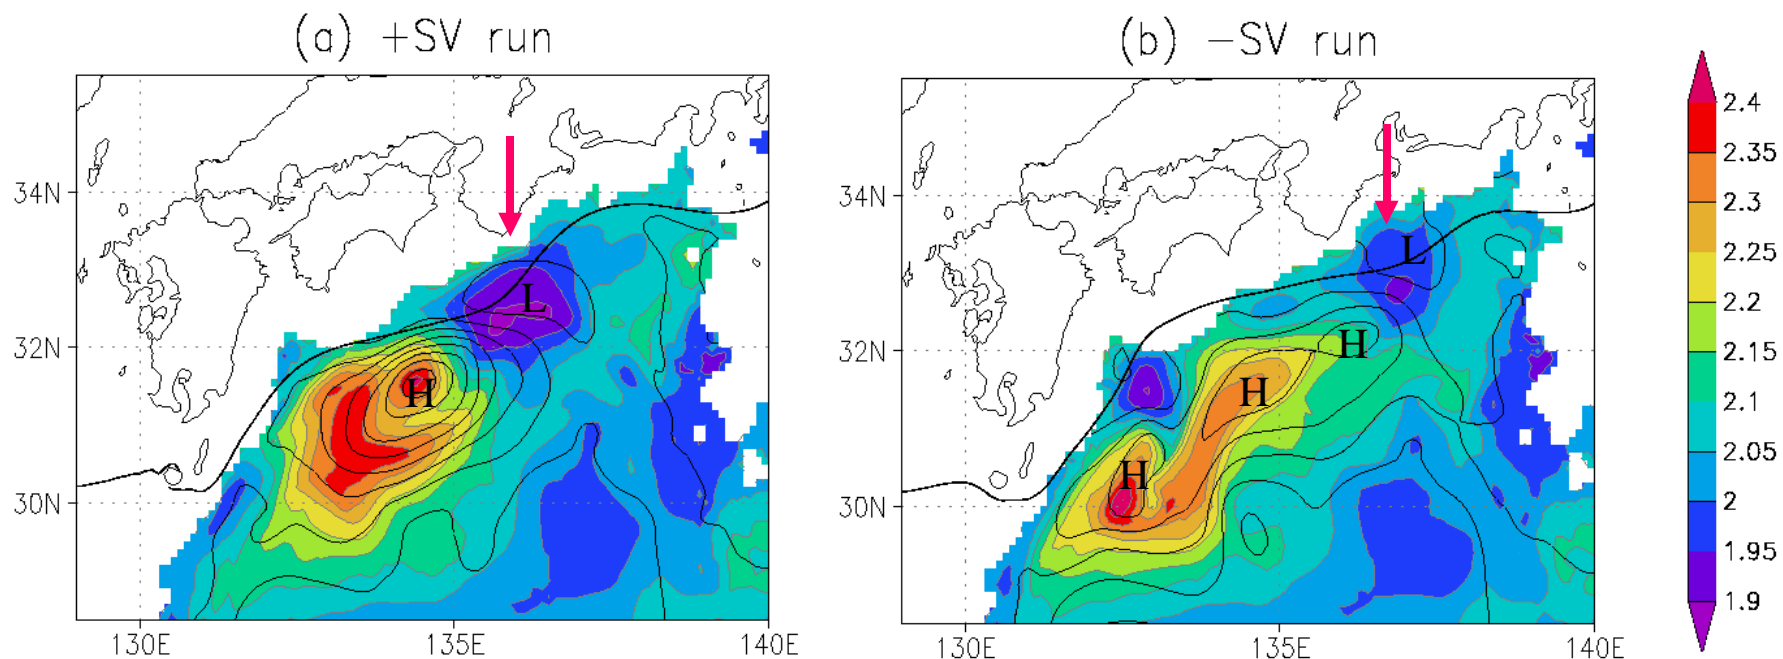 (a) +SV run
(b) −SV run
34N
32N
30N
130E
135E
140E
L
H
34N
32N
30N
130E
135E
140E
L
H
H
H
2.4
2.35
2.3
2.25
2.2
2.15
2.1
2.05
2
1.95
1.9